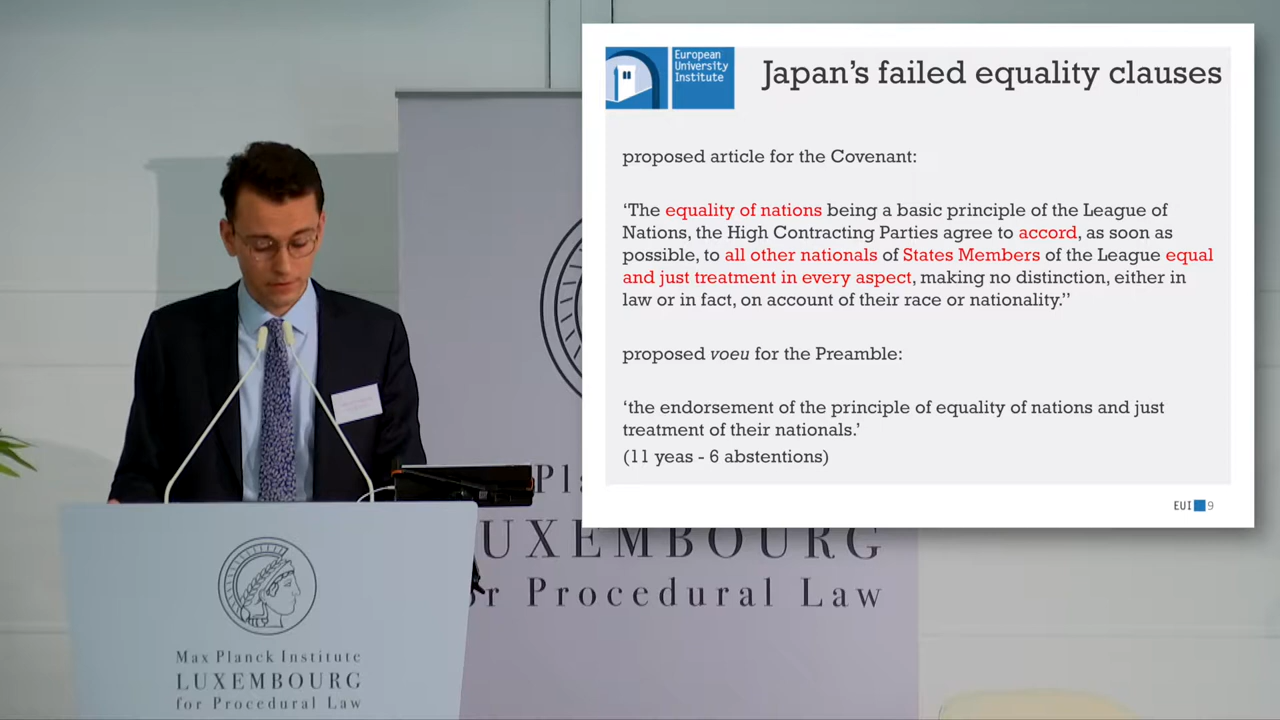 European
University
Institute
Japan's failed equality clauses
proposed article for the Covenant:
‘The equality of nations being a basic principle of the League of
Nations, the High Contracting Parties agree to accord, as soon as
possible, to all other nationals of States Members of the League equal
and just treatment in every aspect, making no distinction, either in
law or in fact, on account of their race or nationality.’’
proposed voeu for the Preamble:
‘the endorsement of the principle of equality of nations and just
treatment of their nationals.’
(11 yeas - 6 abstentions)
EUI 9
Pl
UXEMBOURG
r Procedural Law
Max Planck Institute
LUXEMBOURG
for Procedural Law